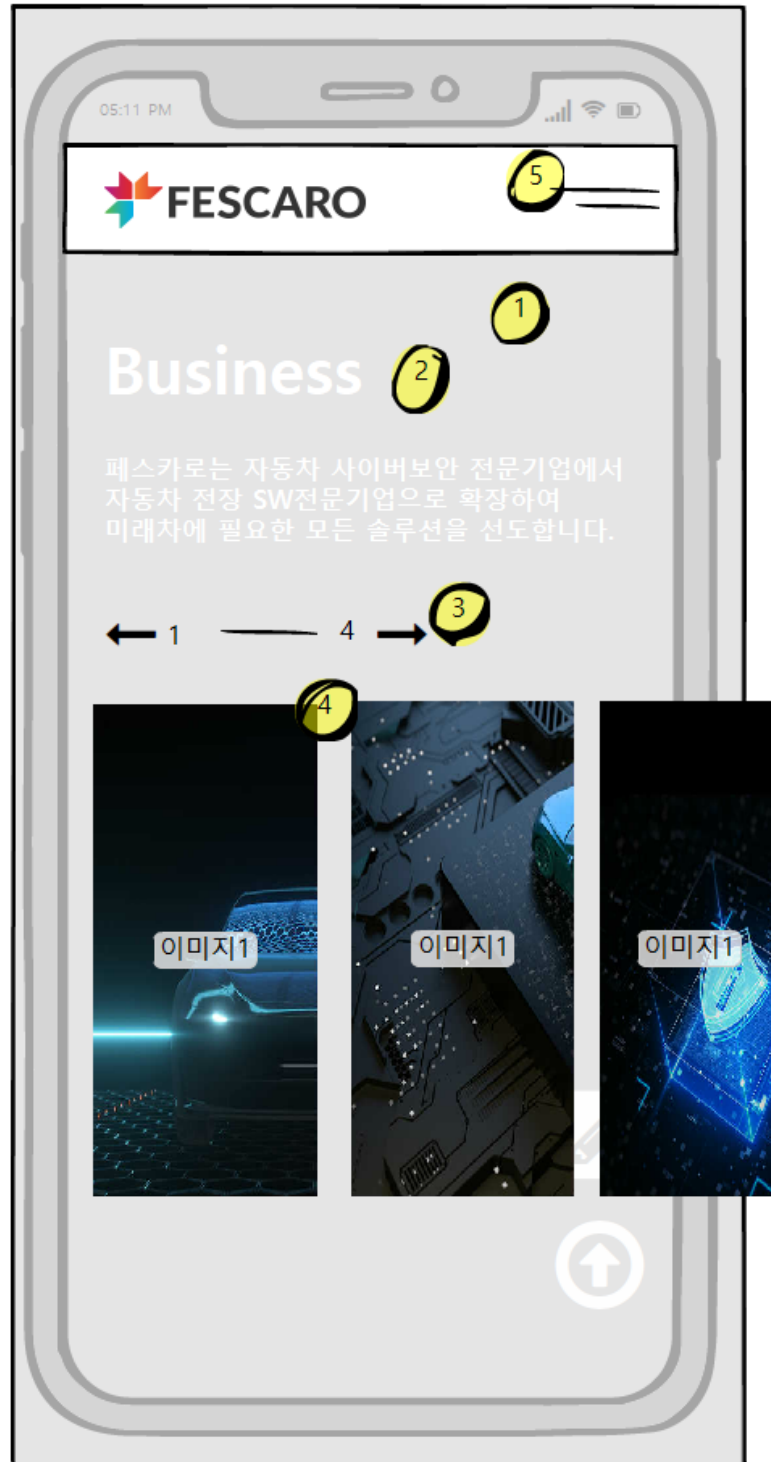 05:11 PM
FESCARO
5
1
Business
2
페스카로는 자동차 사이버보안 전문기업에서
자동차 전장 SW전문기업으로 확장하여
미래차에 필요한 모든 솔루션을 선도합니다.
1
4
3
4
이미지1
이미지1
이미지1